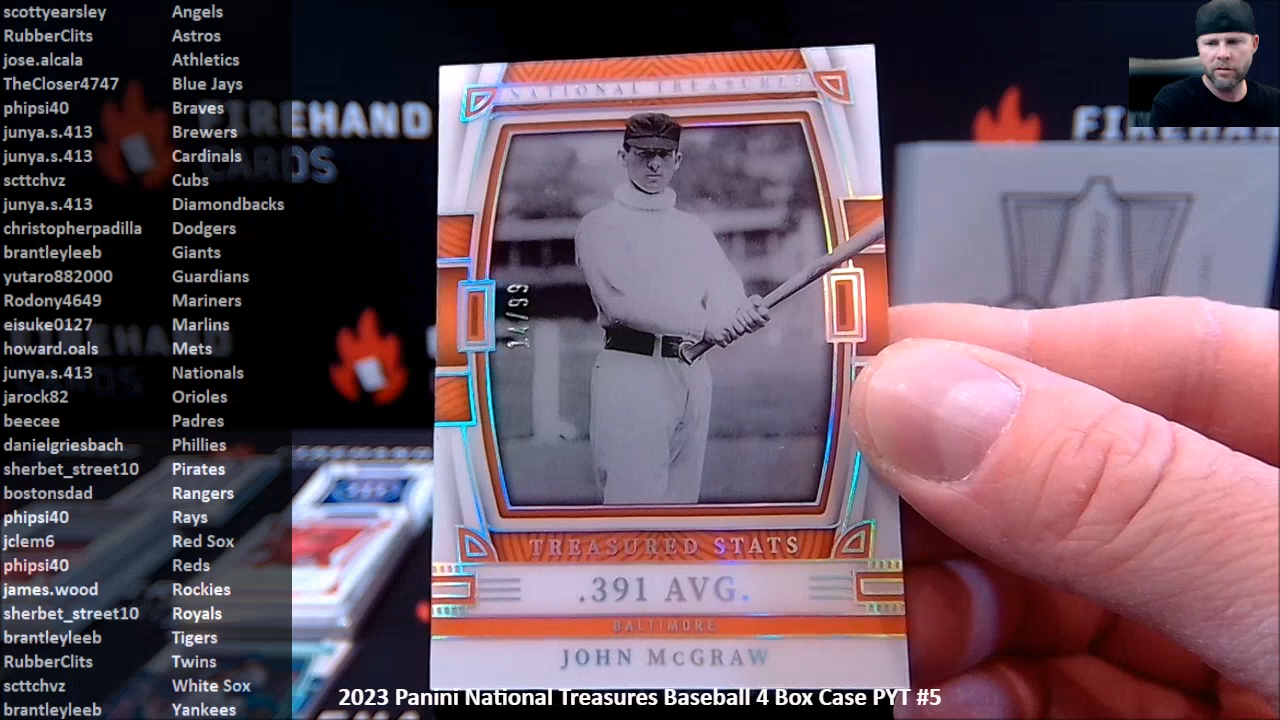 scottyearsley Angels
RubberClits Astros
jose.alcala Athletics
TheCloser4747 Blue Jays
phipsi40 Braves
junya.s.413 Brewers
junya.s.413 Cardinals
scttchvz Cubs
junya.s.413 Diamondbacks
christopherpadilla Dodgers
brantleyleeb Giants
yutaro882000 Guardians
Rodony4649 Mariners
eisuke0127 Marlins
howard.oals Mets
junya.s.413 Nationals
jarock82 Orioles
beecee Padres
danielgriesbach Phillies
sherbet_street10 Pirates
bostonsdad Rangers
phipsi40 Rays
jclem6 Red Sox
phipsi40 Reds
james.wood Rockies
sherbet_street10 Royals
brantleyleeb Tigers
RubberClits Twins
scttchvz White Sox
brantleyleeb Yankees
FIREHAND
CARDS
NATIONAL TREASURES
14/99
TREASURED STATS
.391 AVG.
BALTIMORE
JOHN McGRAW
2023 Panini National Treasures Baseball 4 Box Case PYT #5